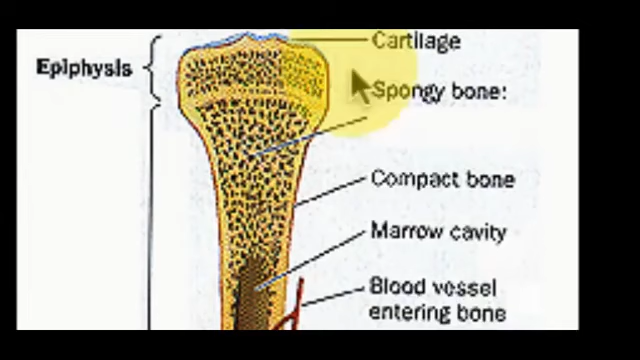 Cartilage
Epiphysis
Spongy bone:
Compact bone
Marrow cavity
Blood vessel
entering bone